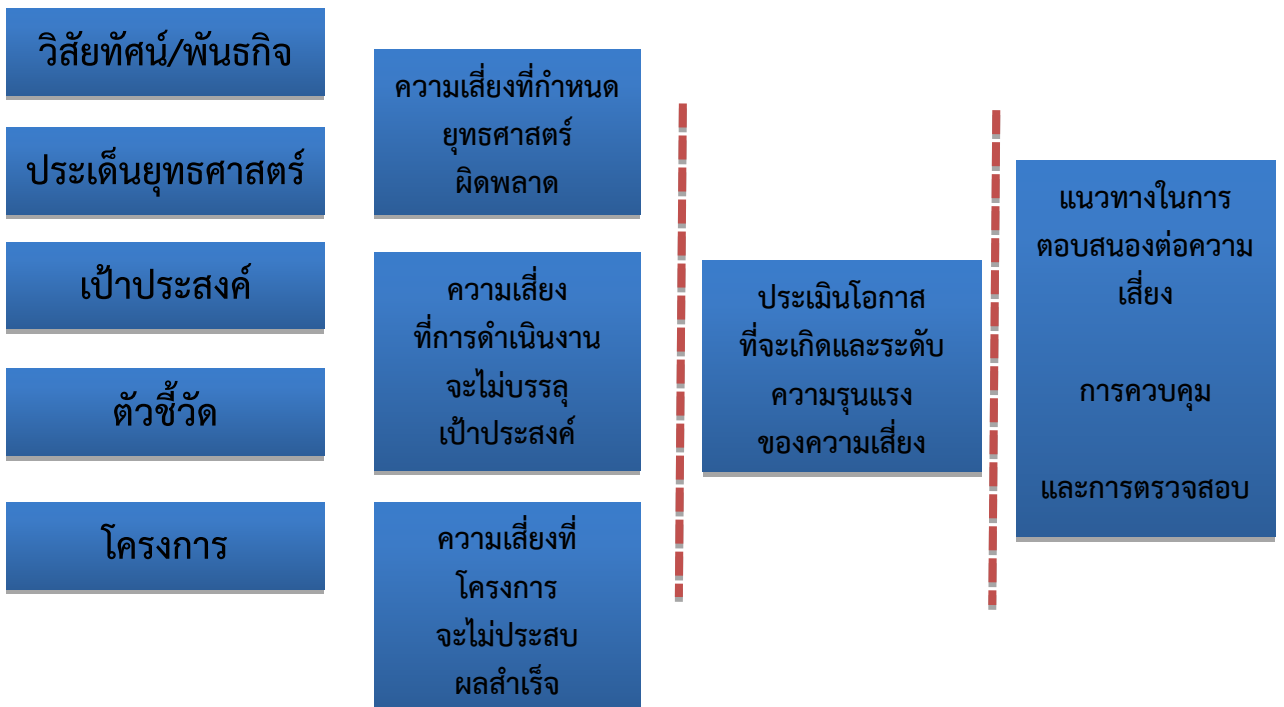 วิสัยทัศน์/พันธกิจ
ประเด็นยุทธศาสตร์
เป้าประสงค์
ตัวชี้วัด
โครงการ
ความเสี่ยงที่กำหนด
ยุทธศาสตร์
ผิดพลาด
ความเสี่ยง
ที่การดำเนินงาน
จะไม่บรรลุ
เป้าประสงค์
ความเสี่ยงที่
โครงการ
จะไม่ประสบ
ผลสำเร็จ
ประเมินโอกาส
ที่จะเกิดและระดับ
ความรุนแรง
ของความเสี่ยง
แนวทางในการ
ตอบสนองต่อความ
เสี่ยง
การควบคุม
และการตรวจสอบ